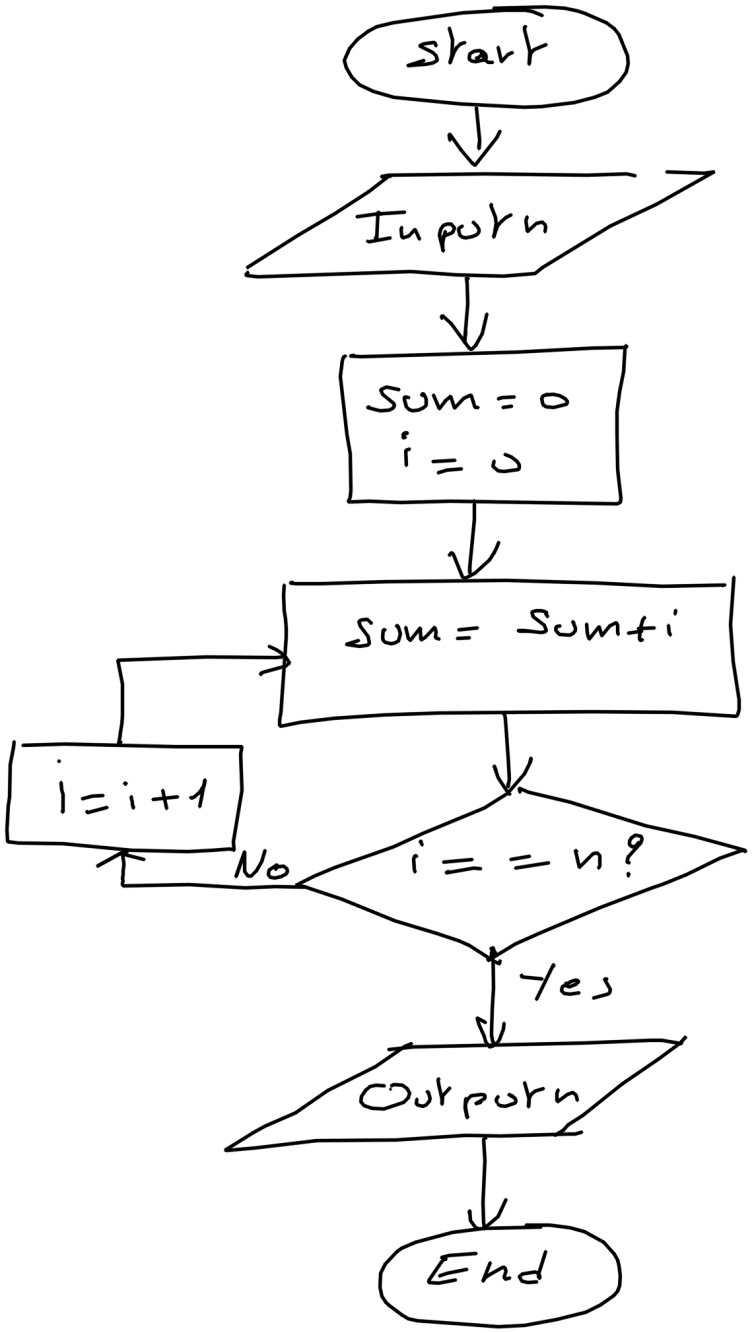 Start
Input n
Sum = 0
i = 0
Sum = Sum + i
i = i + 1
No
i = = n?
Yes
Output n
End